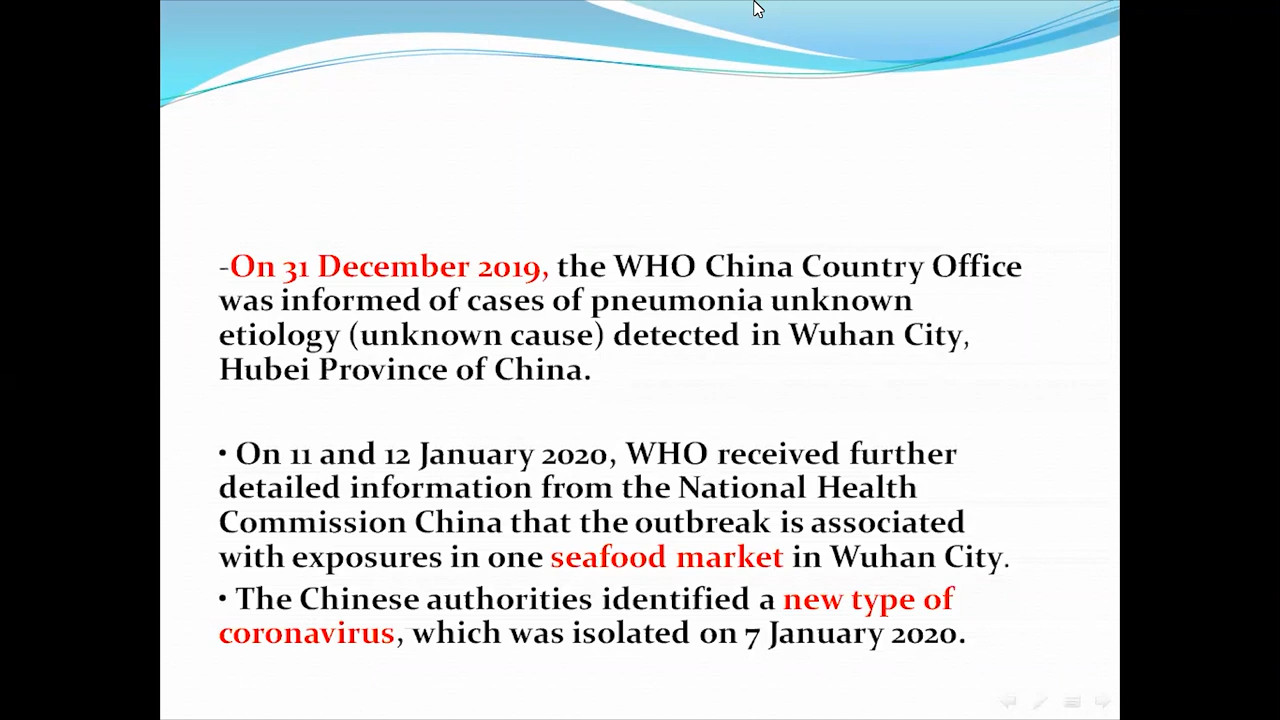 -On 31 December 2019, the WHO China Country Office
was informed of cases of pneumonia unknown
etiology (unknown cause) detected in Wuhan City,
Hubei Province of China.
• On 11 and 12 January 2020, WHO received further
detailed information from the National Health
Commission China that the outbreak is associated
with exposures in one seafood market in Wuhan City.
• The Chinese authorities identified a new type of
coronavirus, which was isolated on 7 January 2020.